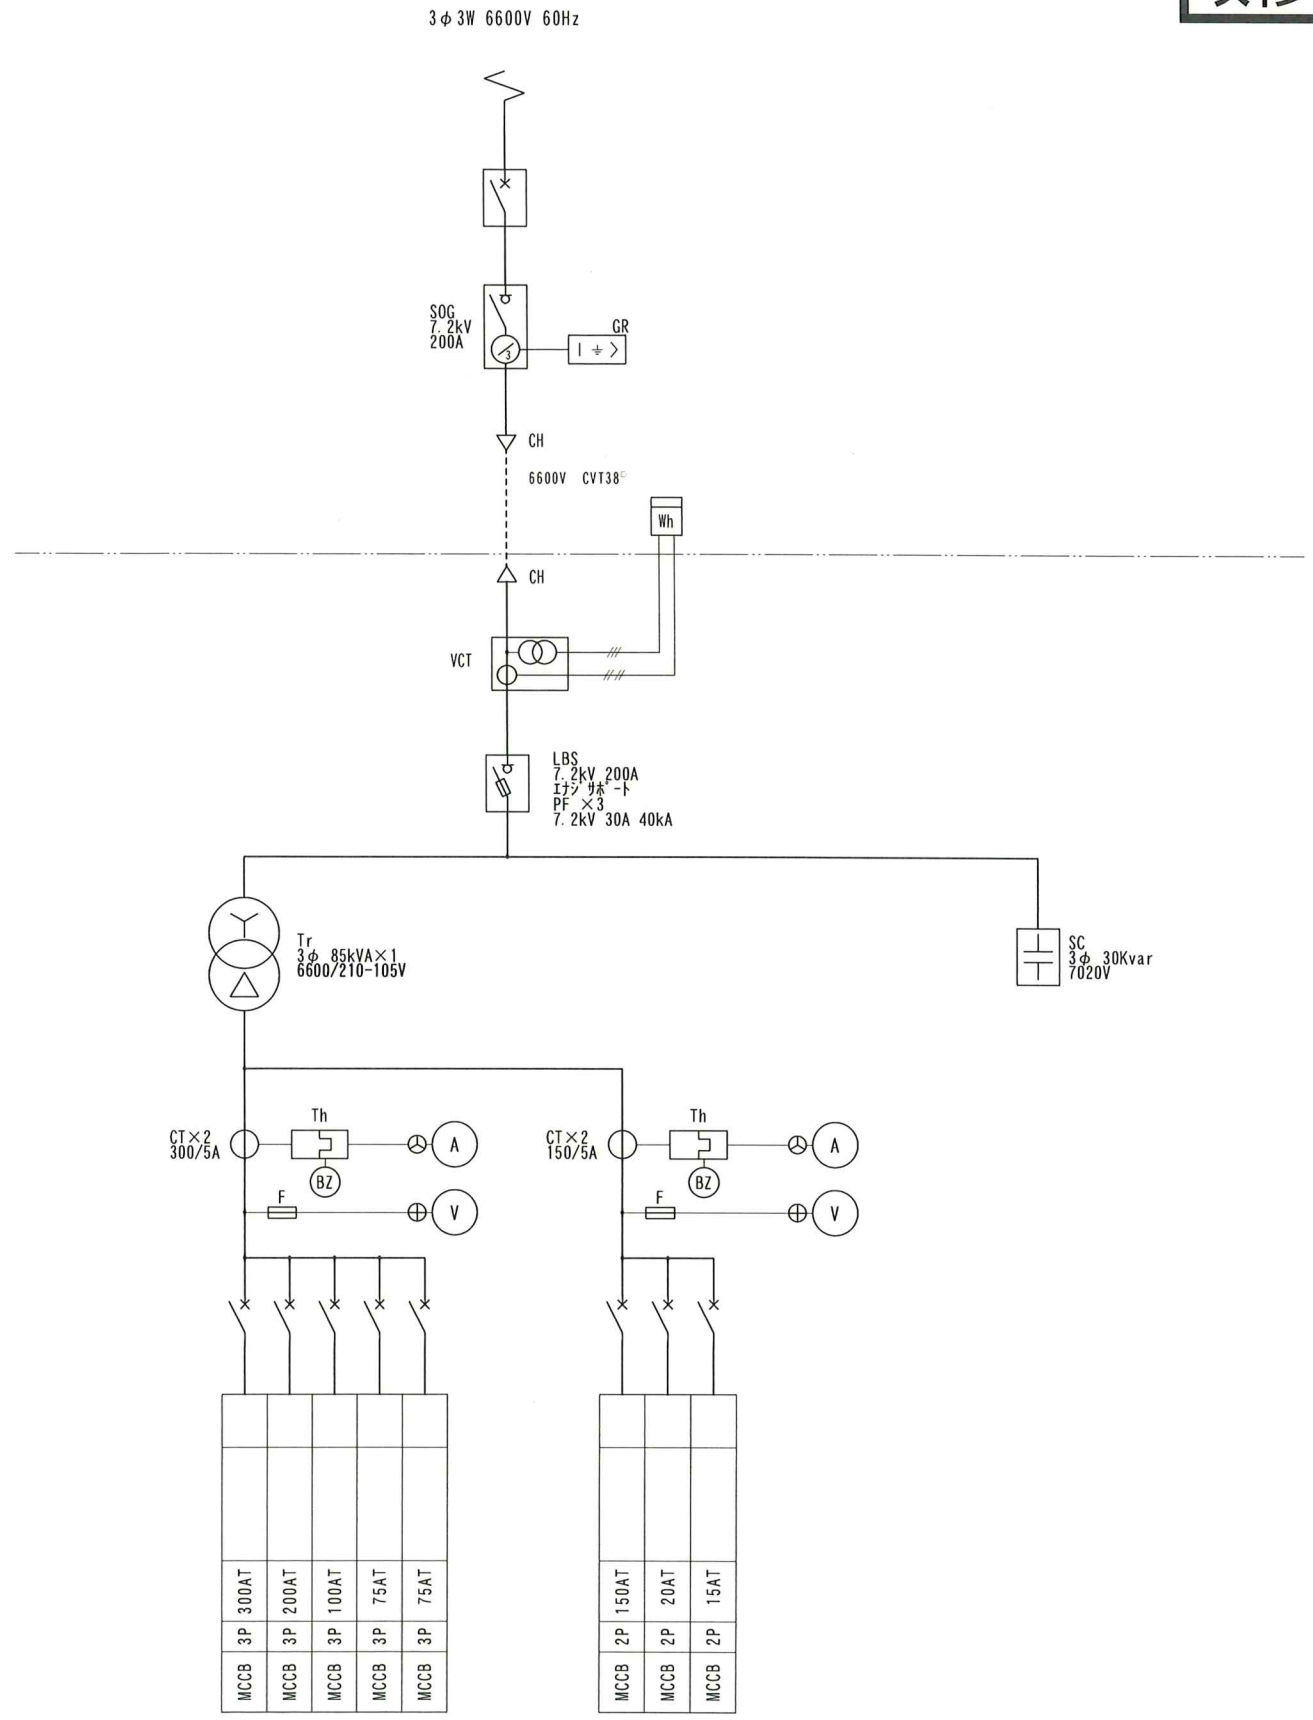 3φ3W 6600V 60Hz
SOG
7.2kV
200A
3
GR
I ⏚ >
CH
6600V CVT38□
Wh
CH
VCT
LBS
7.2kV 200A
エナジーサポート
PF ×3
7.2kV 30A 40kA
Tr
3φ 85kVA×1
6600/210-105V
SC
3φ 30Kvar
7020V
CT×2
300/5A
Th
A
BZ
F
V
CT×2
150/5A
Th
A
BZ
F
V
MCCB 3P 300AT
MCCB 3P 200AT
MCCB 3P 100AT
MCCB 3P 75AT
MCCB 3P 75AT
MCCB 2P 150AT
MCCB 2P 20AT
MCCB 2P 15AT